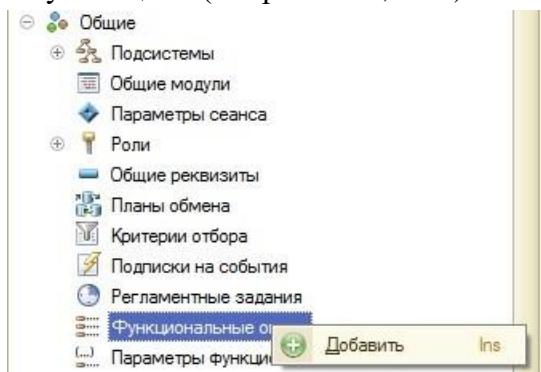 Общие
Подсистемы
Общие модули
Параметры сеанса
Роли
Общие реквизиты
Планы обмена
Критерии отбора
Подписки на события
Регламентные задания
Функциональные
Добавить Ins
Параметры